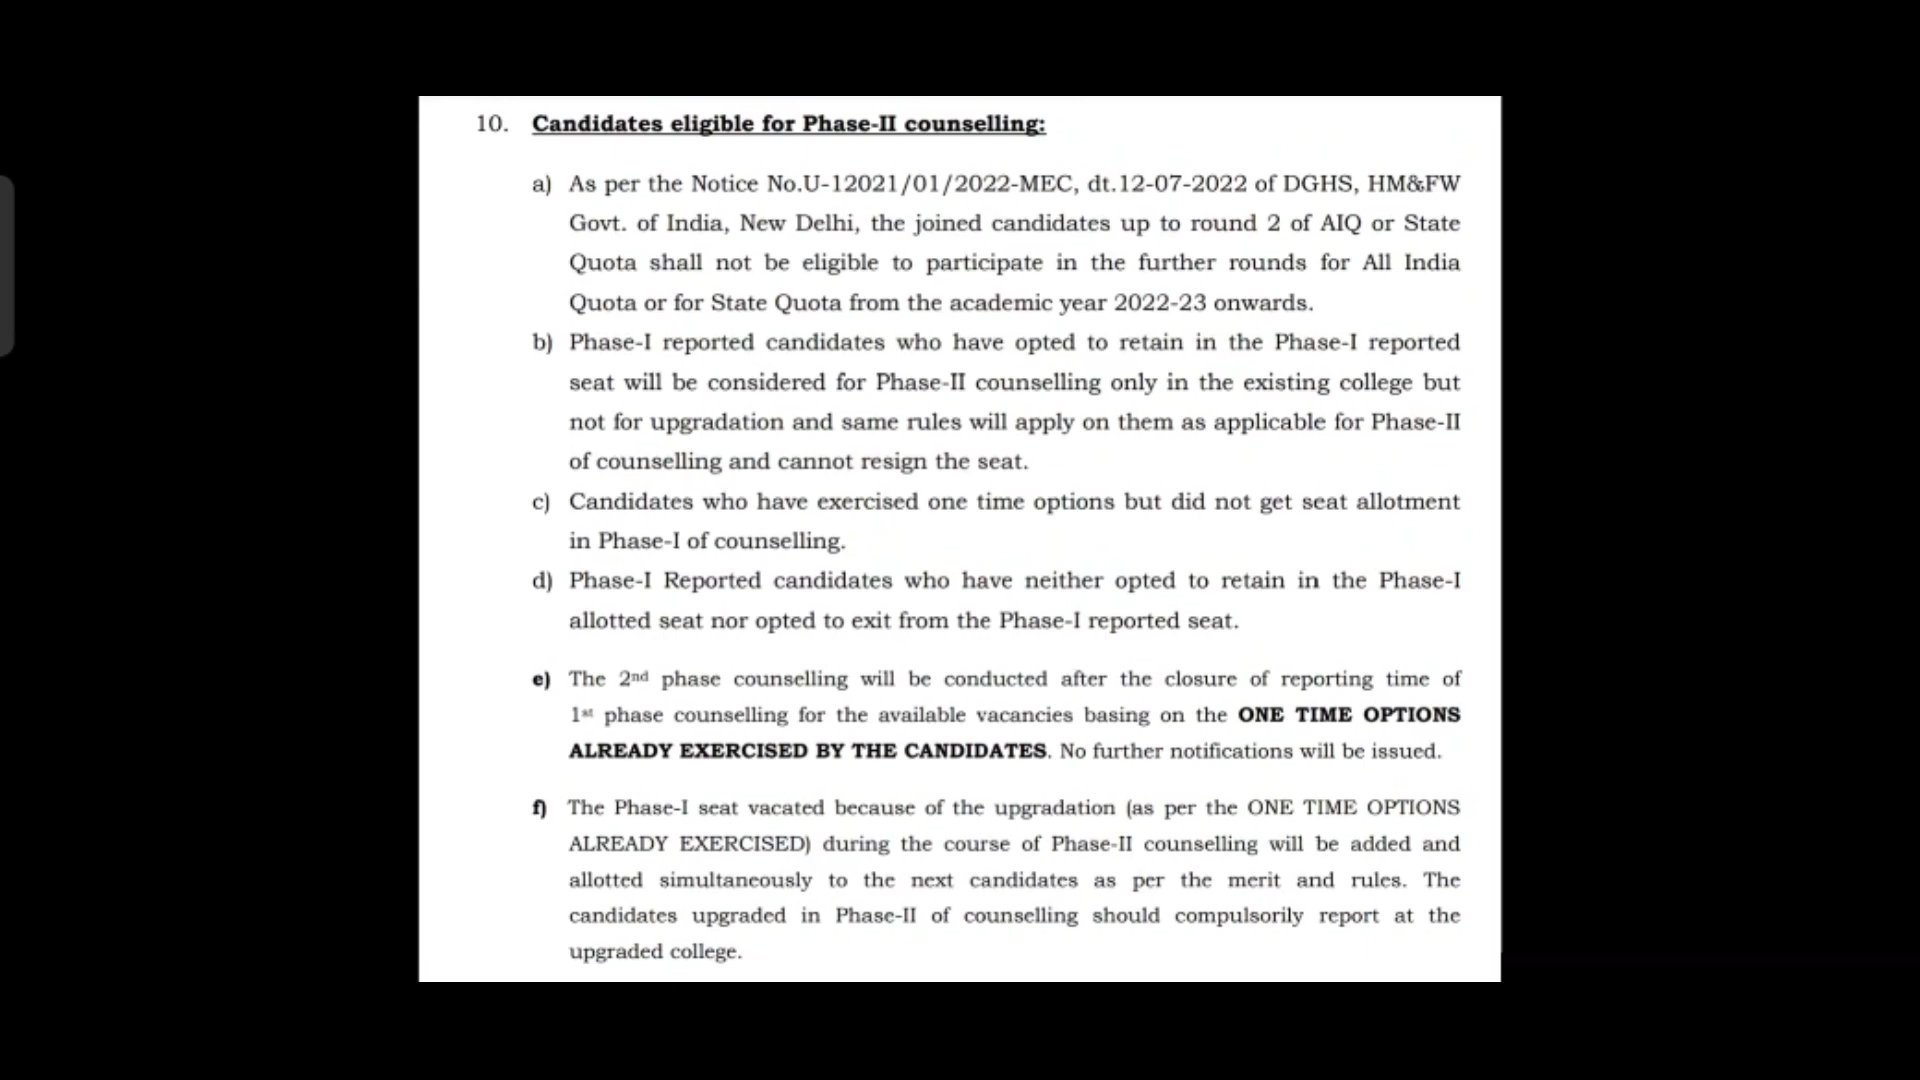 10. Candidates eligible for Phase-II counselling:
a) As per the Notice No.U-12021/01/2022-MEC, dt.12-07-2022 of DGHS, HM&FW
Govt. of India, New Delhi, the joined candidates up to round 2 of AIQ or State
Quota shall not be eligible to participate in the further rounds for All India
Quota or for State Quota from the academic year 2022-23 onwards.
b) Phase-I reported candidates who have opted to retain in the Phase-I reported
seat will be considered for Phase-II counselling only in the existing college but
not for upgradation and same rules will apply on them as applicable for Phase-II
of counselling and cannot resign the seat.
c) Candidates who have exercised one time options but did not get seat allotment
in Phase-I of counselling.
d) Phase-I Reported candidates who have neither opted to retain in the Phase-I
allotted seat nor opted to exit from the Phase-I reported seat.
e) The 2nd phase counselling will be conducted after the closure of reporting time of
1st phase counselling for the available vacancies basing on the ONE TIME OPTIONS
ALREADY EXERCISED BY THE CANDIDATES. No further notifications will be issued.
f) The Phase-I seat vacated because of the upgradation (as per the ONE TIME OPTIONS
ALREADY EXERCISED) during the course of Phase-II counselling will be added and
allotted simultaneously to the next candidates as per the merit and rules. The
candidates upgraded in Phase-II of counselling should compulsorily report at the
upgraded college.